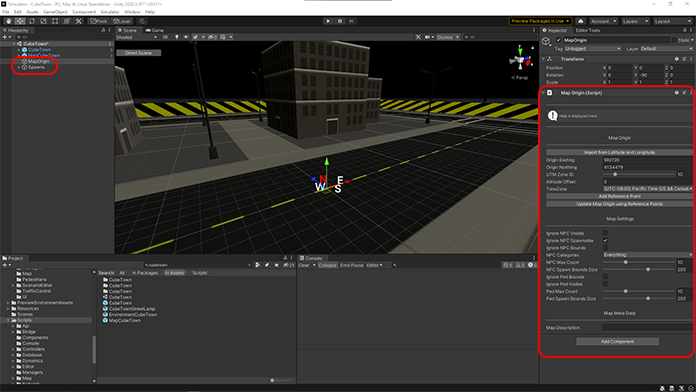 Simulator - CubeTown - PC, Mac & Linux Standalone - Unity 2020.3.3f1* <DX11>
File Edit Assets GameObject Component Simulator Window Help
Pivot Local
Preview Packages in Use
Account
Layers
Layout
Hierarchy
All
CubeTown*
CubeTown
MapCubeTown
MapOrigin
Spawns
Scene Game
Shaded 2D
Gizmos All
Orient Scene
Persp
N E
W S
Inspector Editor Tools
MapOrigin Static
Tag Untagged Layer Default
Transform
Position X 0 Y 0 Z 0
Rotation X 0 Y -90 Z 0
Scale X 1 Y 1 Z 1
Map Origin (Script)
Help is displayed here
Map Origin
Import from Latitude and Longitude
Origin Easting 592720
Origin Northing 4134479
UTM Zone ID 10
Altitude Offset 0
TimeZone (UTC-08:00) Pacific Time (US && Canada
Add Reference Point
Update Map Origin using Reference Points
Map Settings
Ignore NPC Visible
Ignore NPC Spawnable
Ignore NPC Bounds
NPC Categories Everything
NPC Max Count 10
NPC Spawn Bounds Size 200
Ignore Ped Bounds
Ignore Ped Visible
Ped Max Count 10
Ped Spawn Bounds Size 200
Map Meta Data
Map Description
Add Component
Project
cubetown
Search: All In Packages In Assets 'Scripts'
Map
Pedestrians
ScenarioEditor
TrafficControl
UI
PreviewEnvironmentAssets
Resources
Scenes
Scripts
Api
Bridge
Components
Console
Controllers
Database
Dynamics
Editor
Managers
Map
CubeTown
CubeTown
CubeTown
CubeTown
CubeTown
CubeTownStreetLamp
EnvironmentCubeTown
MapCubeTown
Console
Clear Collapse Error Pause Editor